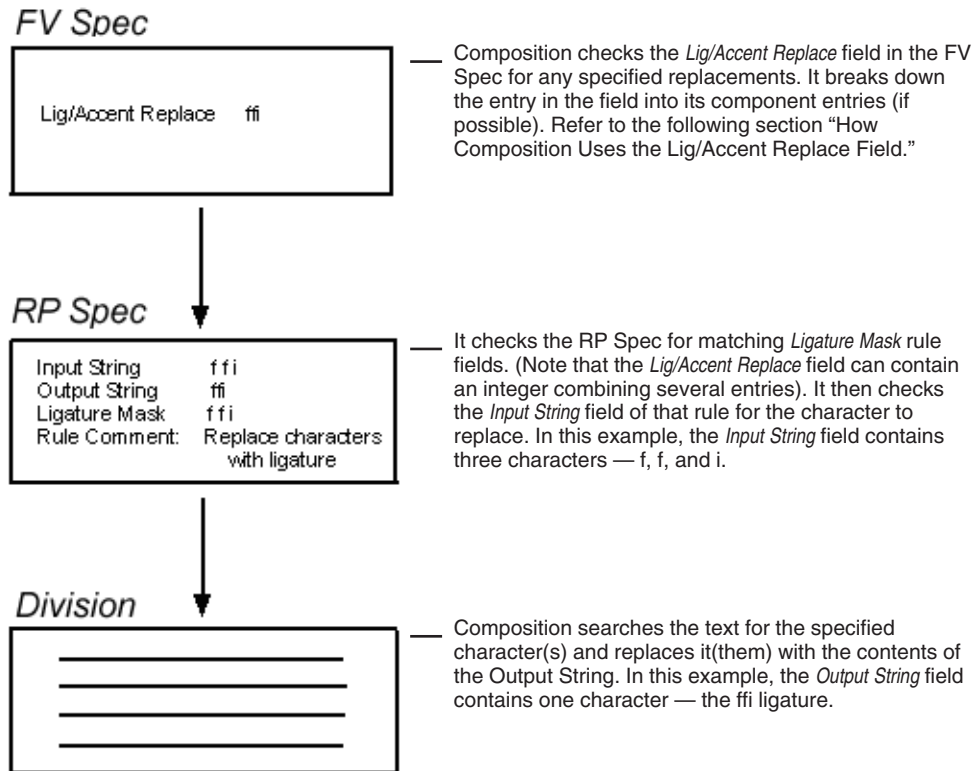 FV Spec
Lig/Accent Replace ffi
Composition checks the Lig/Accent Replace field in the FV
Spec for any specified replacements. It breaks down
the entry in the field into its component entries (if
possible). Refer to the following section “How
Composition Uses the Lig/Accent Replace Field.”
RP Spec
Input String f f i
Output String ffi
Ligature Mask f f i
Rule Comment: Replace characters
with ligature
It checks the RP Spec for matching Ligature Mask rule
fields. (Note that the Lig/Accent Replace field can contain
an integer combining several entries). It then checks
the Input String field of that rule for the character to
replace. In this example, the Input String field contains
three characters — f, f, and i.
Division
Composition searches the text for the specified
character(s) and replaces it(them) with the contents of
the Output String. In this example, the Output String field
contains one character — the ffi ligature.